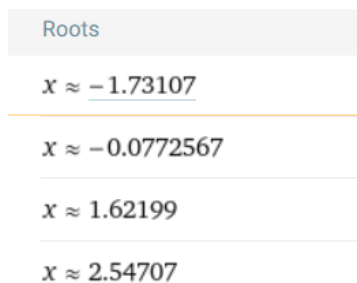 Roots
x ≈ −1.73107
x ≈ −0.0772567
x ≈ 1.62199
x ≈ 2.54707